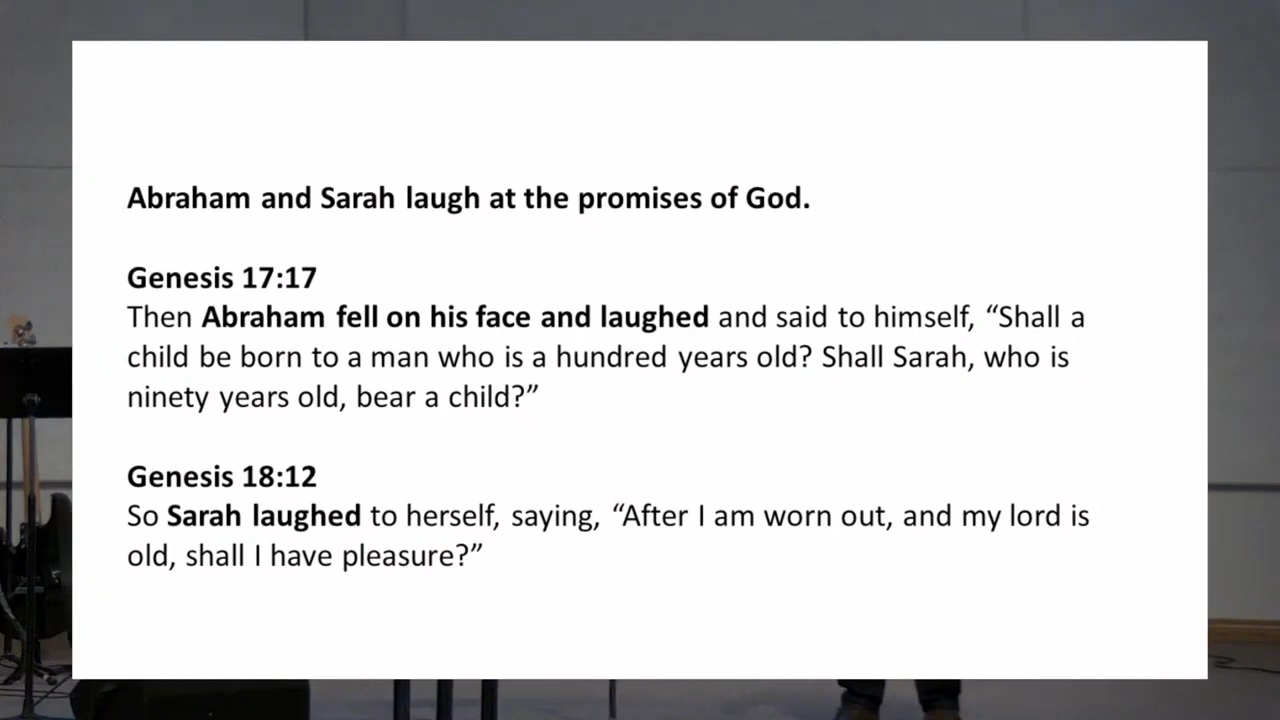 Abraham and Sarah laugh at the promises of God.
Genesis 17:17
Then Abraham fell on his face and laughed and said to himself, “Shall a
child be born to a man who is a hundred years old? Shall Sarah, who is
ninety years old, bear a child?”
Genesis 18:12
So Sarah laughed to herself, saying, “After I am worn out, and my lord is
old, shall I have pleasure?”